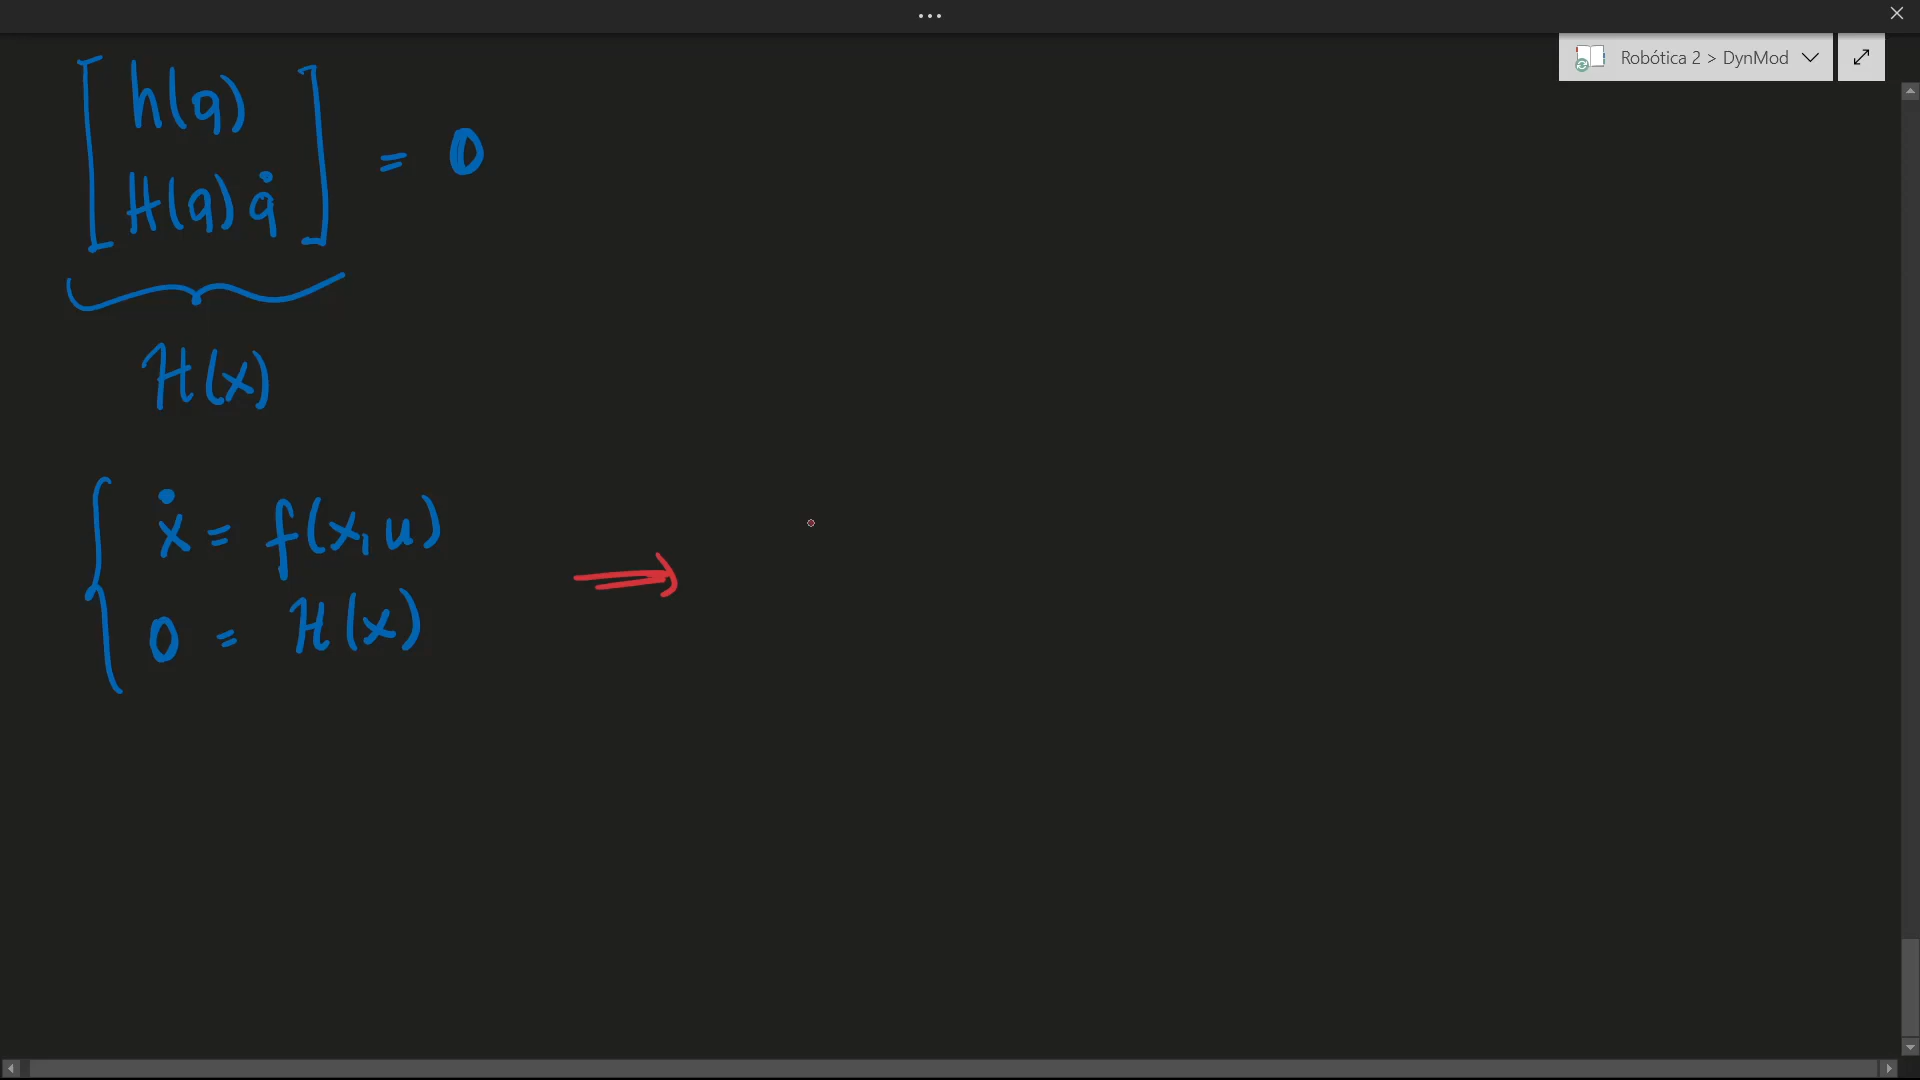 Robótica 2 > DynMod
[ h(q)
H(q) q̇ ] = 0
ℋ(x)
{ ẋ = f(x, u)
0 = ℋ(x)
⟹